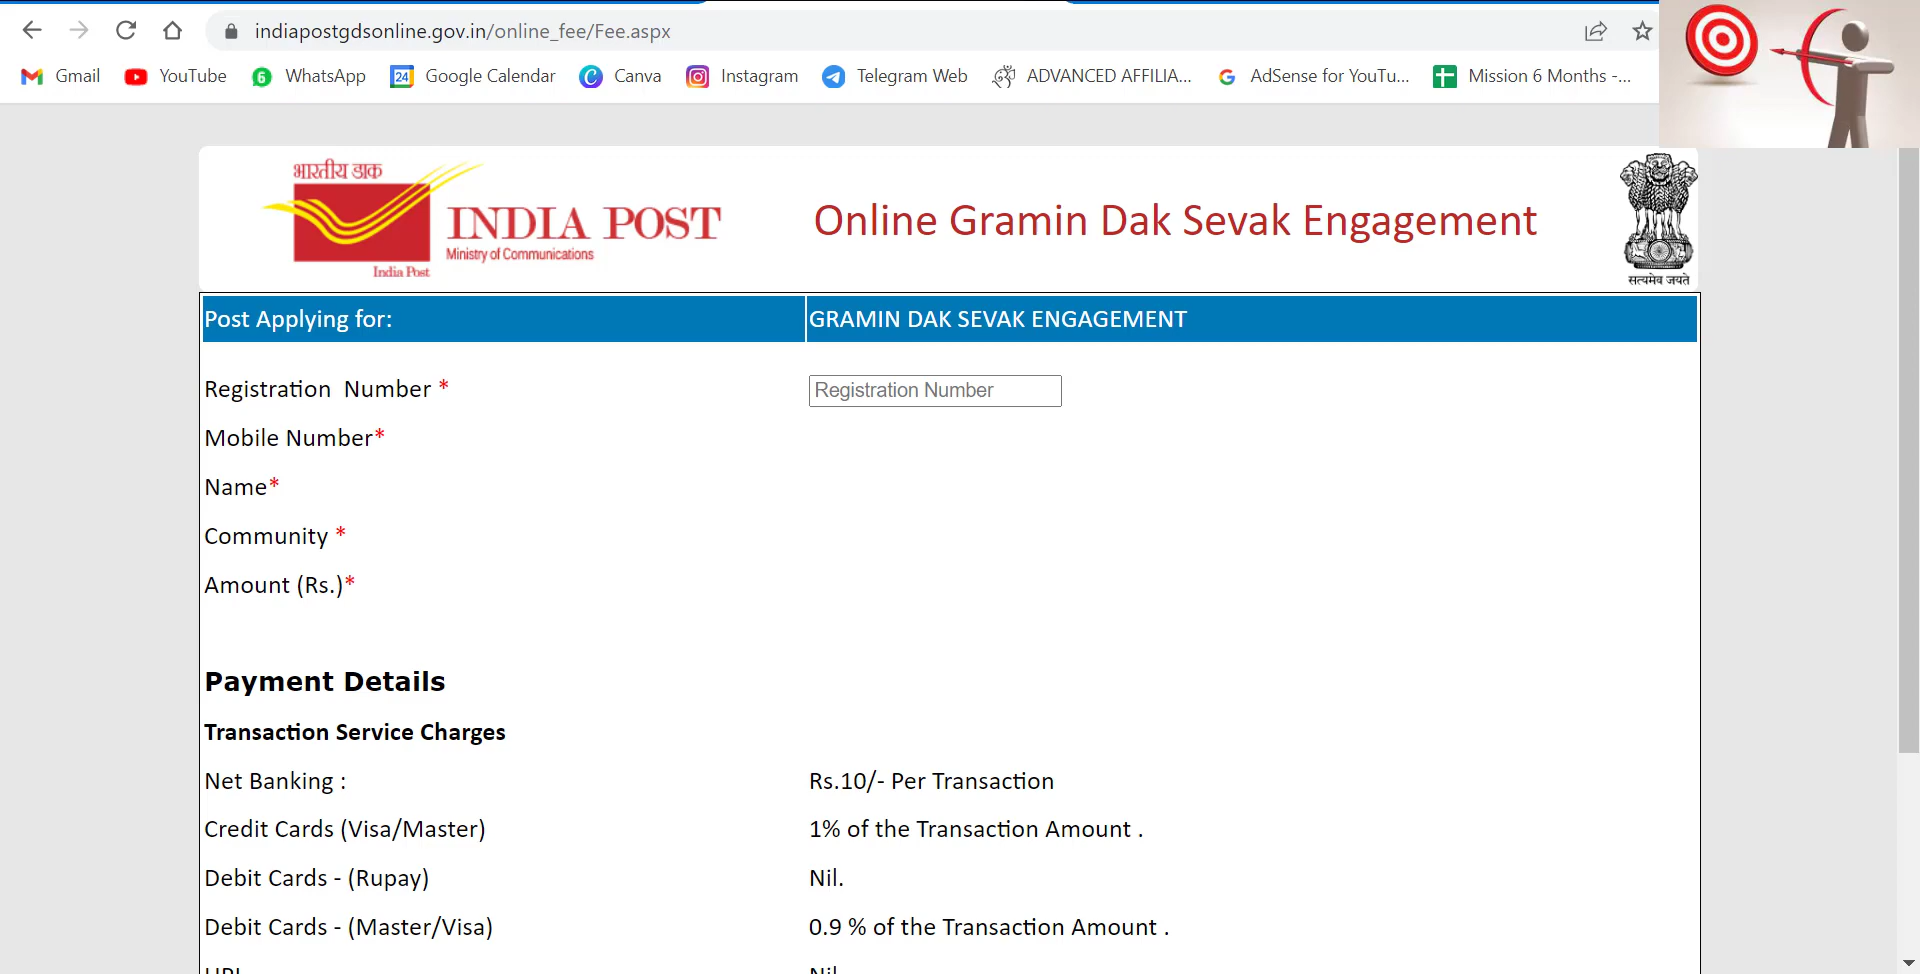 indiapostgdsonline.gov.in/online_fee/Fee.aspx
Gmail YouTube 6 WhatsApp 24 Google Calendar C Canva Instagram Telegram Web ADVANCED AFFILIA... G AdSense for YouTu... Mission 6 Months -...
भारतीय डाक
INDIA POST
Ministry of Communications
India Post
Online Gramin Dak Sevak Engagement
सत्यमेव जयते
Post Applying for: GRAMIN DAK SEVAK ENGAGEMENT
Registration Number * Registration Number
Mobile Number*
Name*
Community *
Amount (Rs.)*
Payment Details
Transaction Service Charges
Net Banking : Rs.10/- Per Transaction
Credit Cards (Visa/Master) 1% of the Transaction Amount .
Debit Cards - (Rupay) Nil.
Debit Cards - (Master/Visa) 0.9 % of the Transaction Amount .